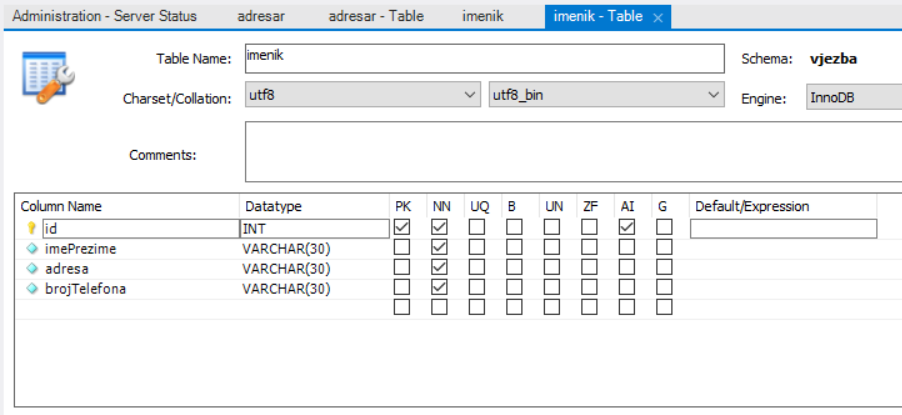 Administration - Server Status adresar adresar - Table imenik imenik - Table
Table Name: imenik Schema: vjezba
Charset/Collation: utf8 utf8_bin Engine: InnoDB
Comments:
Column Name Datatype PK NN UQ B UN ZF AI G Default/Expression
id INT
imePrezime VARCHAR(30)
adresa VARCHAR(30)
brojTelefona VARCHAR(30)